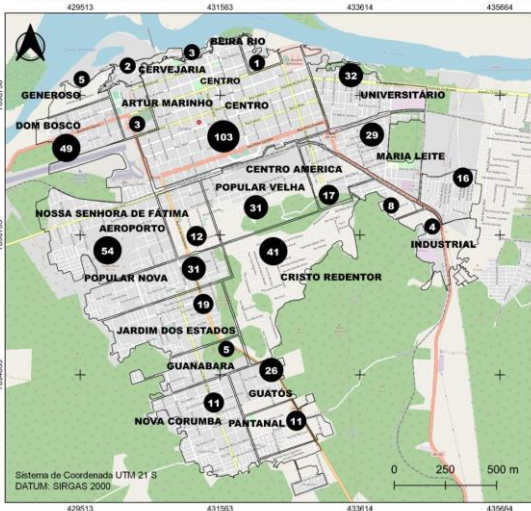 429513 431563 433614 435664
BEIRA RIO
3
1
2
CERVEJARIA
5
CENTRO
32
GENEROSO
UNIVERSITÁRIO
ARTUR MARINHO
CENTRO
DOM BOSCO
3
103
29
49
MARIA LEITE
CENTRO AMERICA
16
POPULAR VELHA
17
31
8
NOSSA SENHORA DE FÁTIMA
AEROPORTO
12
4
54
41
INDUSTRIAL
31
POPULAR NOVA
CRISTO REDENTOR
19
JARDIM DOS ESTADOS
5
GUANABARA
26
GUATÓS
11
NOVA CORUMBA
PANTANAL
11
Sistema de Coordenada UTM 21 S
DATUM: SIRGAS 2000
0 250 500 m
429513 431563 433614 435664